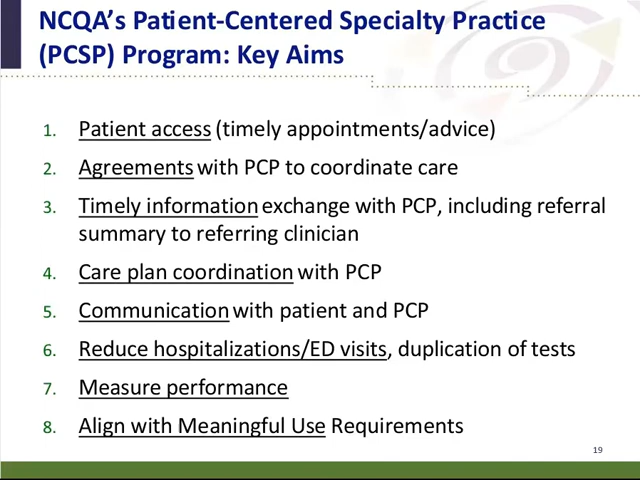 NCQA’s Patient-Centered Specialty Practice
(PCSP) Program: Key Aims
1. Patient access (timely appointments/advice)
2. Agreements with PCP to coordinate care
3. Timely information exchange with PCP, including referral
summary to referring clinician
4. Care plan coordination with PCP
5. Communication with patient and PCP
6. Reduce hospitalizations/ED visits, duplication of tests
7. Measure performance
8. Align with Meaningful Use Requirements
19